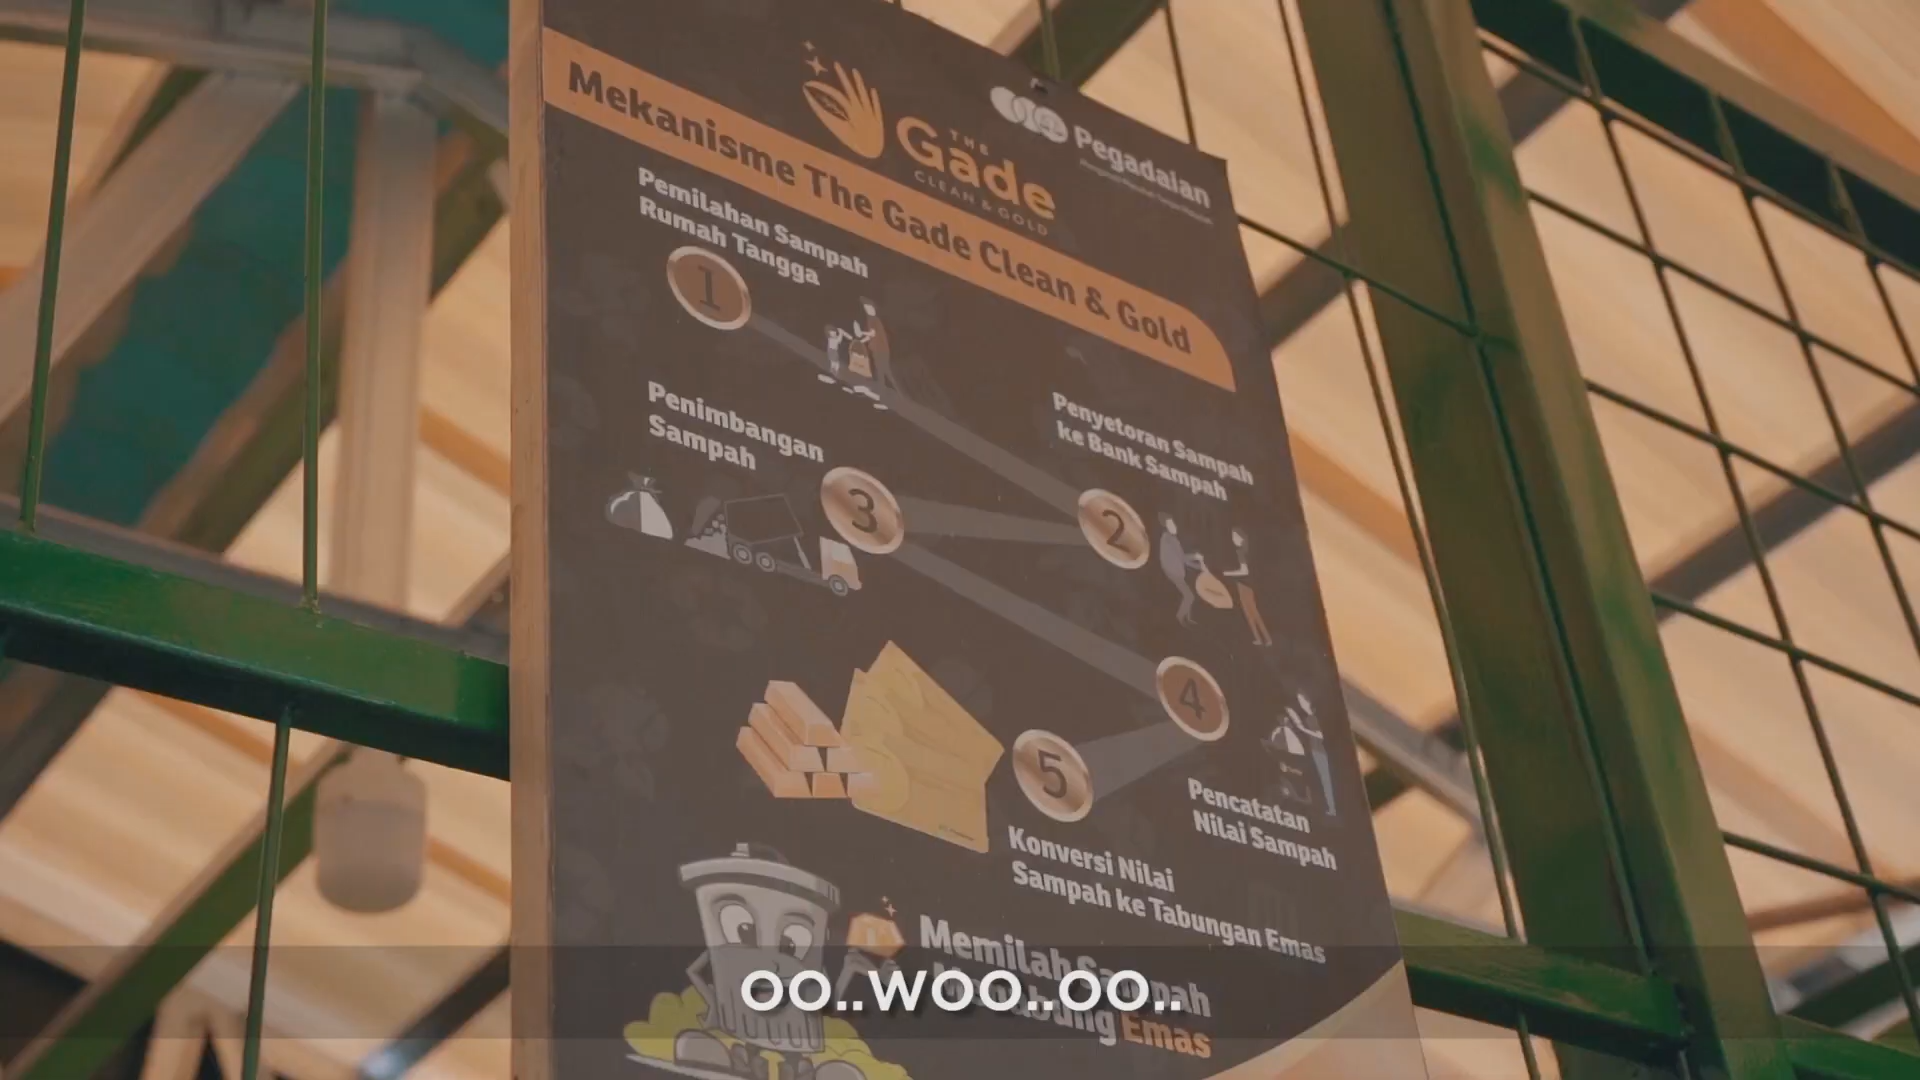 THE
Gade
CLEAN & GOLD
Pegadaian
Mekanisme The Gade Clean & Gold
Pemilahan Sampah
Rumah Tangga
1
Penyetoran Sampah
ke Bank Sampah
2
Penimbangan
Sampah
3
4
Pencatatan
Nilai Sampah
5
Konversi Nilai
Sampah ke Tabungan Emas
Memilah Sampah
Menabung Emas
OO..WOO..OO..